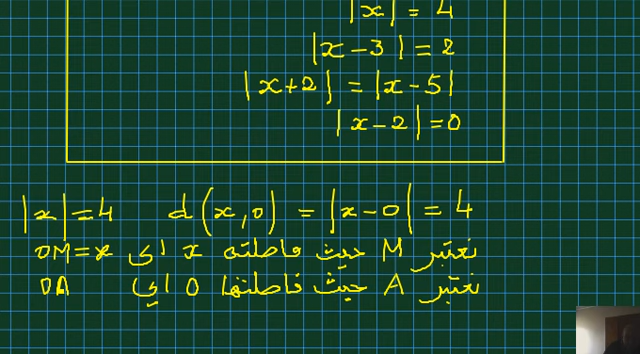 |x| = 4
|x - 3| = 2
|x+2| = |x - 5|
|x - 2| = 0
|x| = 4 d(x,0) = |x - 0| = 4
نعتبر M حيث فاصلته x اي OM = x
نعتبر A حيث فاصلتها 0 اي OA